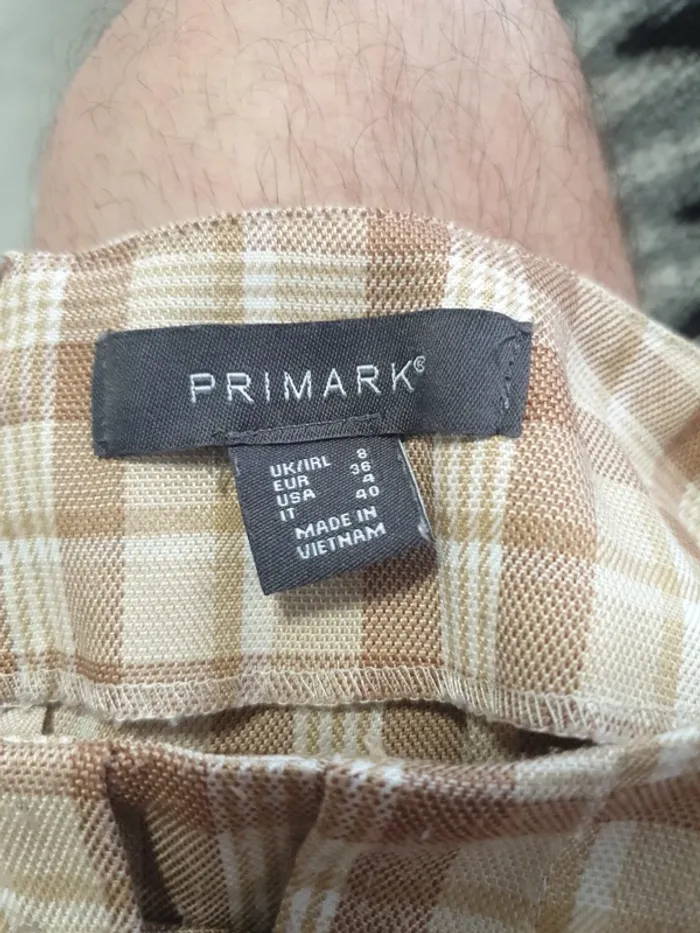 PRIMARK®
UK/IRL 8
EUR 36
USA 4
IT 40
MADE IN
VIETNAM